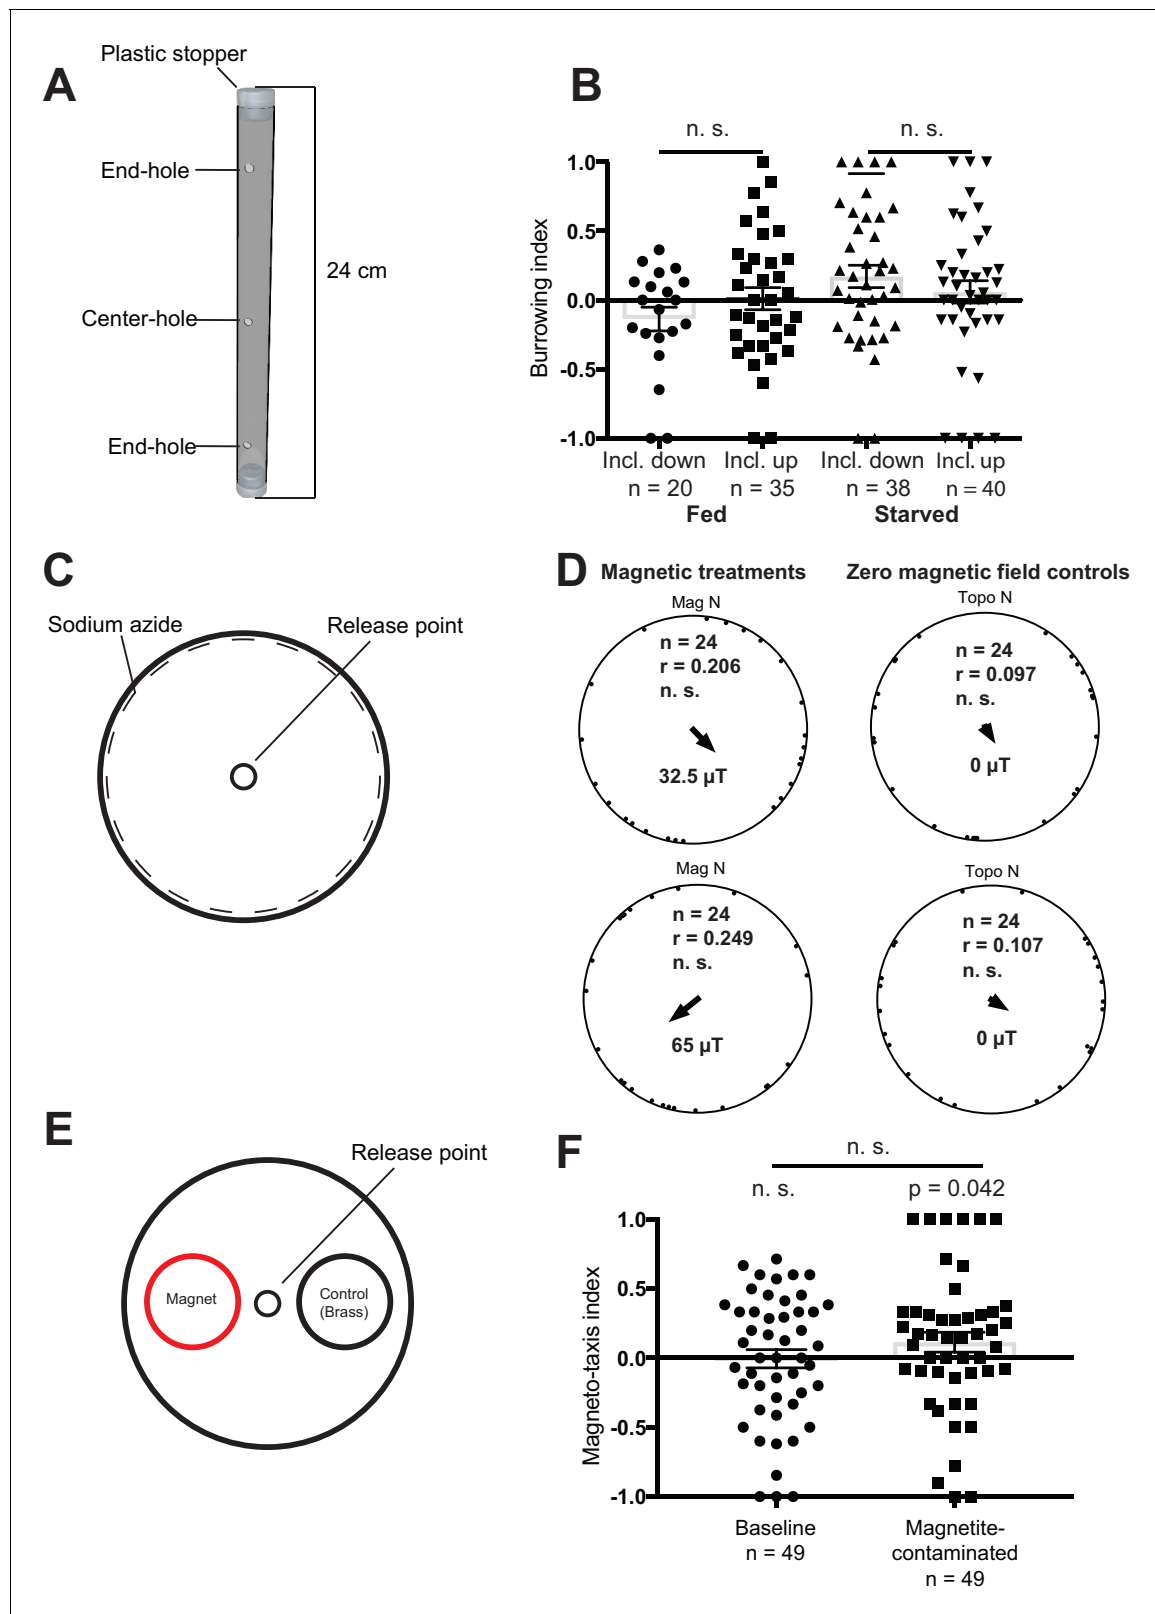 A
Plastic stopper
End-hole
Center-hole
End-hole
24 cm
B
n. s.
n. s.
Burrowing index
1.0
0.5
0.0
-0.5
-1.0
Incl. down
n = 20
Incl. up
n = 35
Incl. down
n = 38
Incl. up
n = 40
Fed
Starved
C
Sodium azide
Release point
D
Magnetic treatments
Zero magnetic field controls
Mag N
n = 24
r = 0.206
n. s.
32.5 µT
Topo N
n = 24
r = 0.097
n. s.
0 µT
Mag N
n = 24
r = 0.249
n. s.
65 µT
Topo N
n = 24
r = 0.107
n. s.
0 µT
E
Release point
Magnet
Control
(Brass)
F
n. s.
n. s.
p = 0.042
Magneto-taxis index
1.0
0.5
0.0
-0.5
-1.0
Baseline
n = 49
Magnetite-
contaminated
n = 49